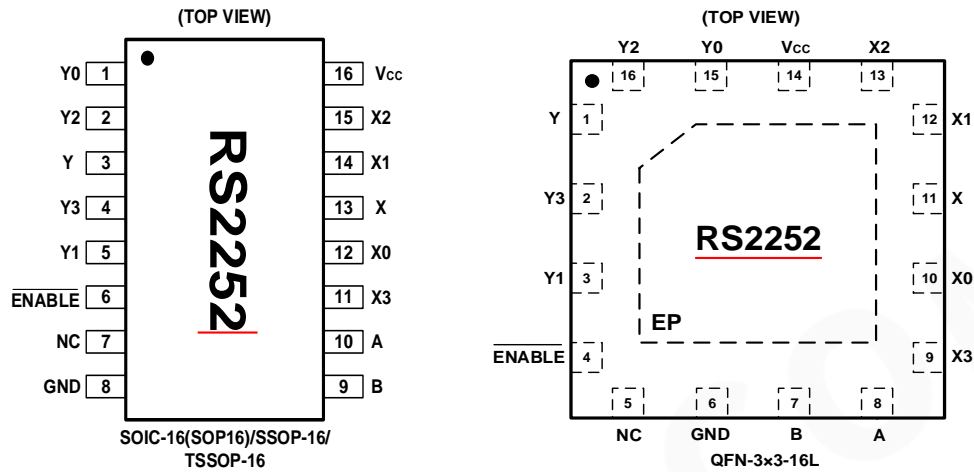 (TOP VIEW)
Y0 1
Y2 2
Y 3
Y3 4
Y1 5
ENABLE 6
NC 7
GND 8
16 Vcc
15 X2
14 X1
13 X
12 X0
11 X3
10 A
9 B
RS2252
SOIC-16(SOP16)/SSOP-16/
TSSOP-16
(TOP VIEW)
Y2 Y0 Vcc X2
16 15 14 13
Y 1
Y3 2
Y1 3
ENABLE 4
12 X1
11 X
10 X0
9 X3
RS2252
EP
5 6 7 8
NC GND B A
QFN-3×3-16L